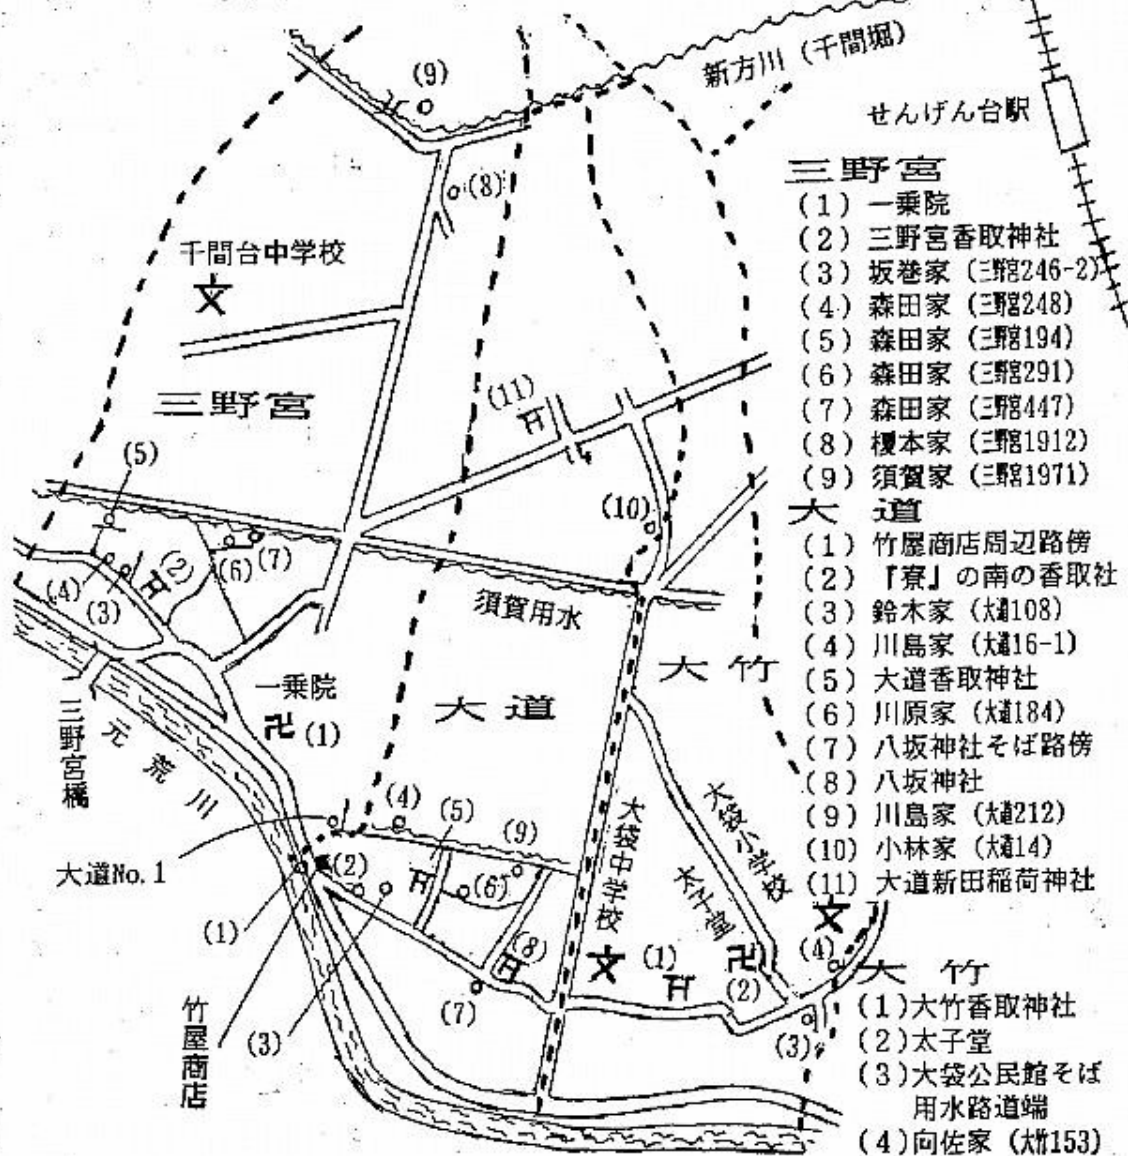 (9)
新方川（千間堀）
せんげん台駅
(8)
千間台中学校
文
三野宮
(11)
(5)
(10)
(7)
(6)
(2)
(4)
(3)
須賀用水
大竹
大道
一乗院
卍 (1)
三野宮橋
元荒川
(4)
(5)
(9)
大道No.1
(2)
(6)
(1)
(8)
(7)
(3)
竹屋商店
大袋中学校
文
大袋小学校
文
太子堂
卍
(1)
(2)
(4)
(3)
三野宮
(1) 一乗院
(2) 三野宮香取神社
(3) 坂巻家（三野宮246-2）
(4) 森田家（三野宮248）
(5) 森田家（三野宮194）
(6) 森田家（三野宮291）
(7) 森田家（三野宮447）
(8) 榎本家（三野宮1912）
(9) 須賀家（三野宮1971）
大道
(1) 竹屋商店周辺路傍
(2) 『寮』の南の香取社
(3) 鈴木家（大道108）
(4) 川島家（大道16-1）
(5) 大道香取神社
(6) 川原家（大道184）
(7) 八坂神社そば路傍
(8) 八坂神社
(9) 川島家（大道212）
(10) 小林家（大道14）
(11) 大道新田稲荷神社
大竹
(1)大竹香取神社
(2)太子堂
(3)大袋公民館そば
用水路道端
(4)向佐家（大竹153）